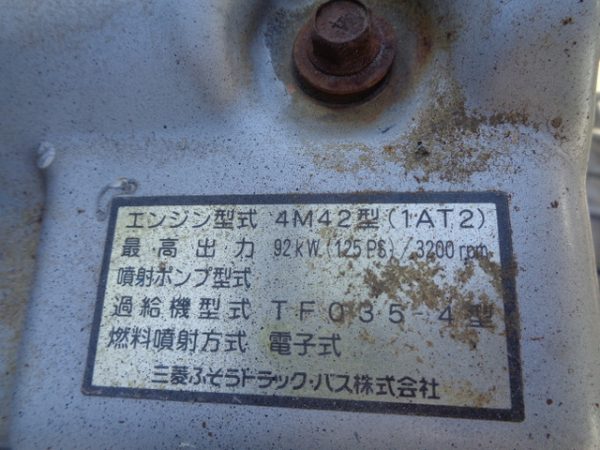 エンジン型式 4M42型(1AT2)
最高出力 92kW(125PS)/3200rpm
噴射ポンプ型式
過給機型式 TF035-4型
燃料噴射方式 電子式
三菱ふそうトラック・バス株式会社